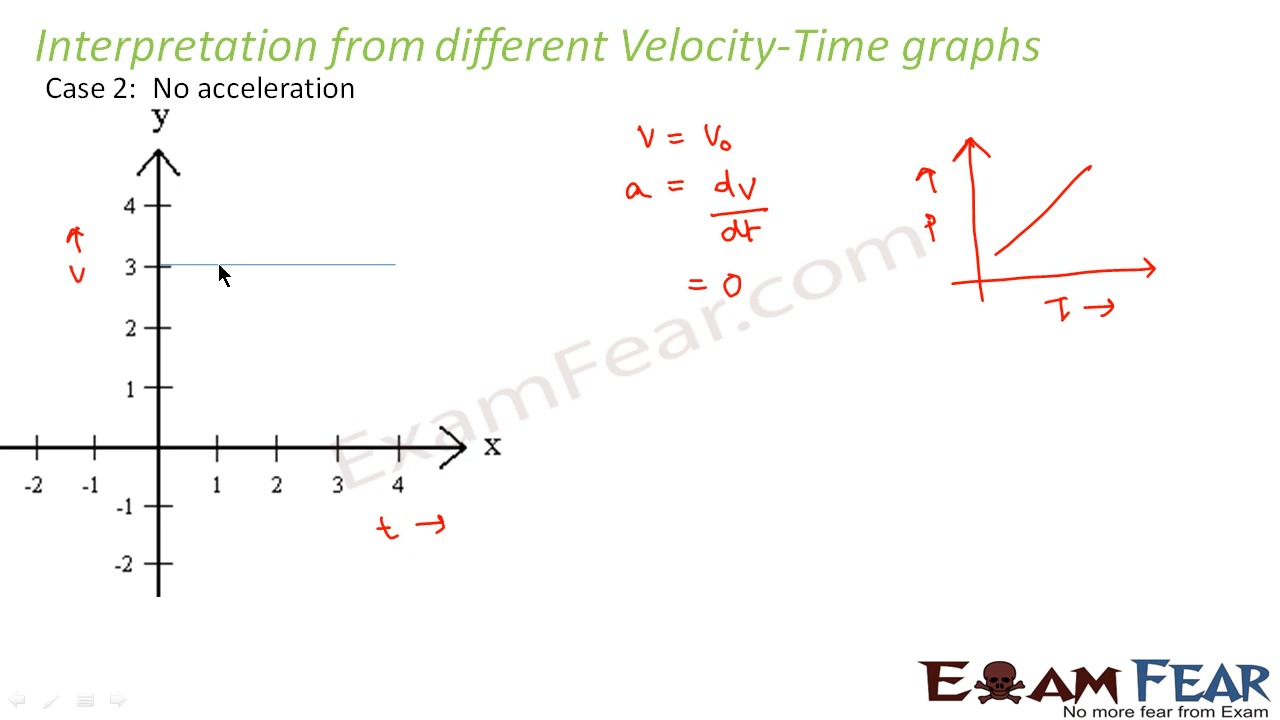 Interpretation from different Velocity-Time graphs
Case 2: No acceleration
y
4
3
2
1
-1
-2
-2 -1 1 2 3 4
x
v
t →
v = v₀
a = dv
dt
= 0
P
T →
ExamFear.com
EXAM FEAR
No more fear from Exam